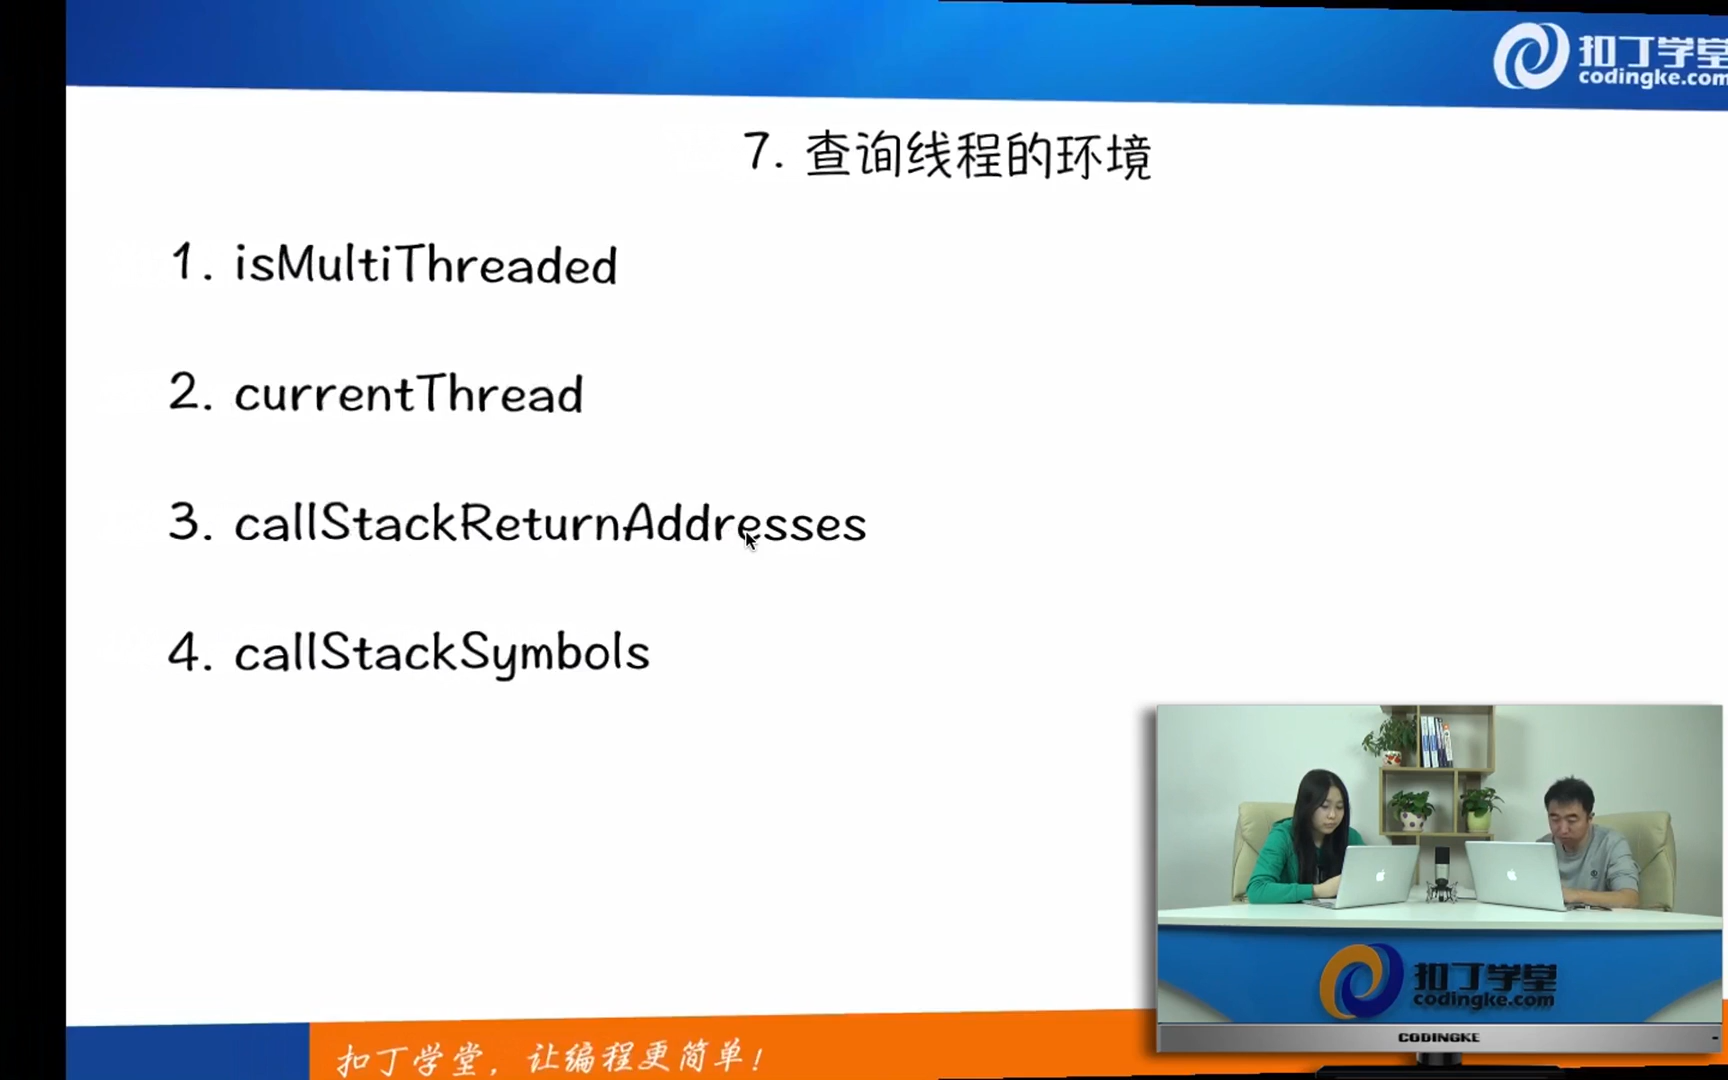 扣丁学堂
codingke.com
7. 查询线程的环境
1. isMultiThreaded
2. currentThread
3. callStackReturnAddresses
4. callStackSymbols
扣丁学堂
codingke.com
CODINGKE
扣丁学堂，让编程更简单！